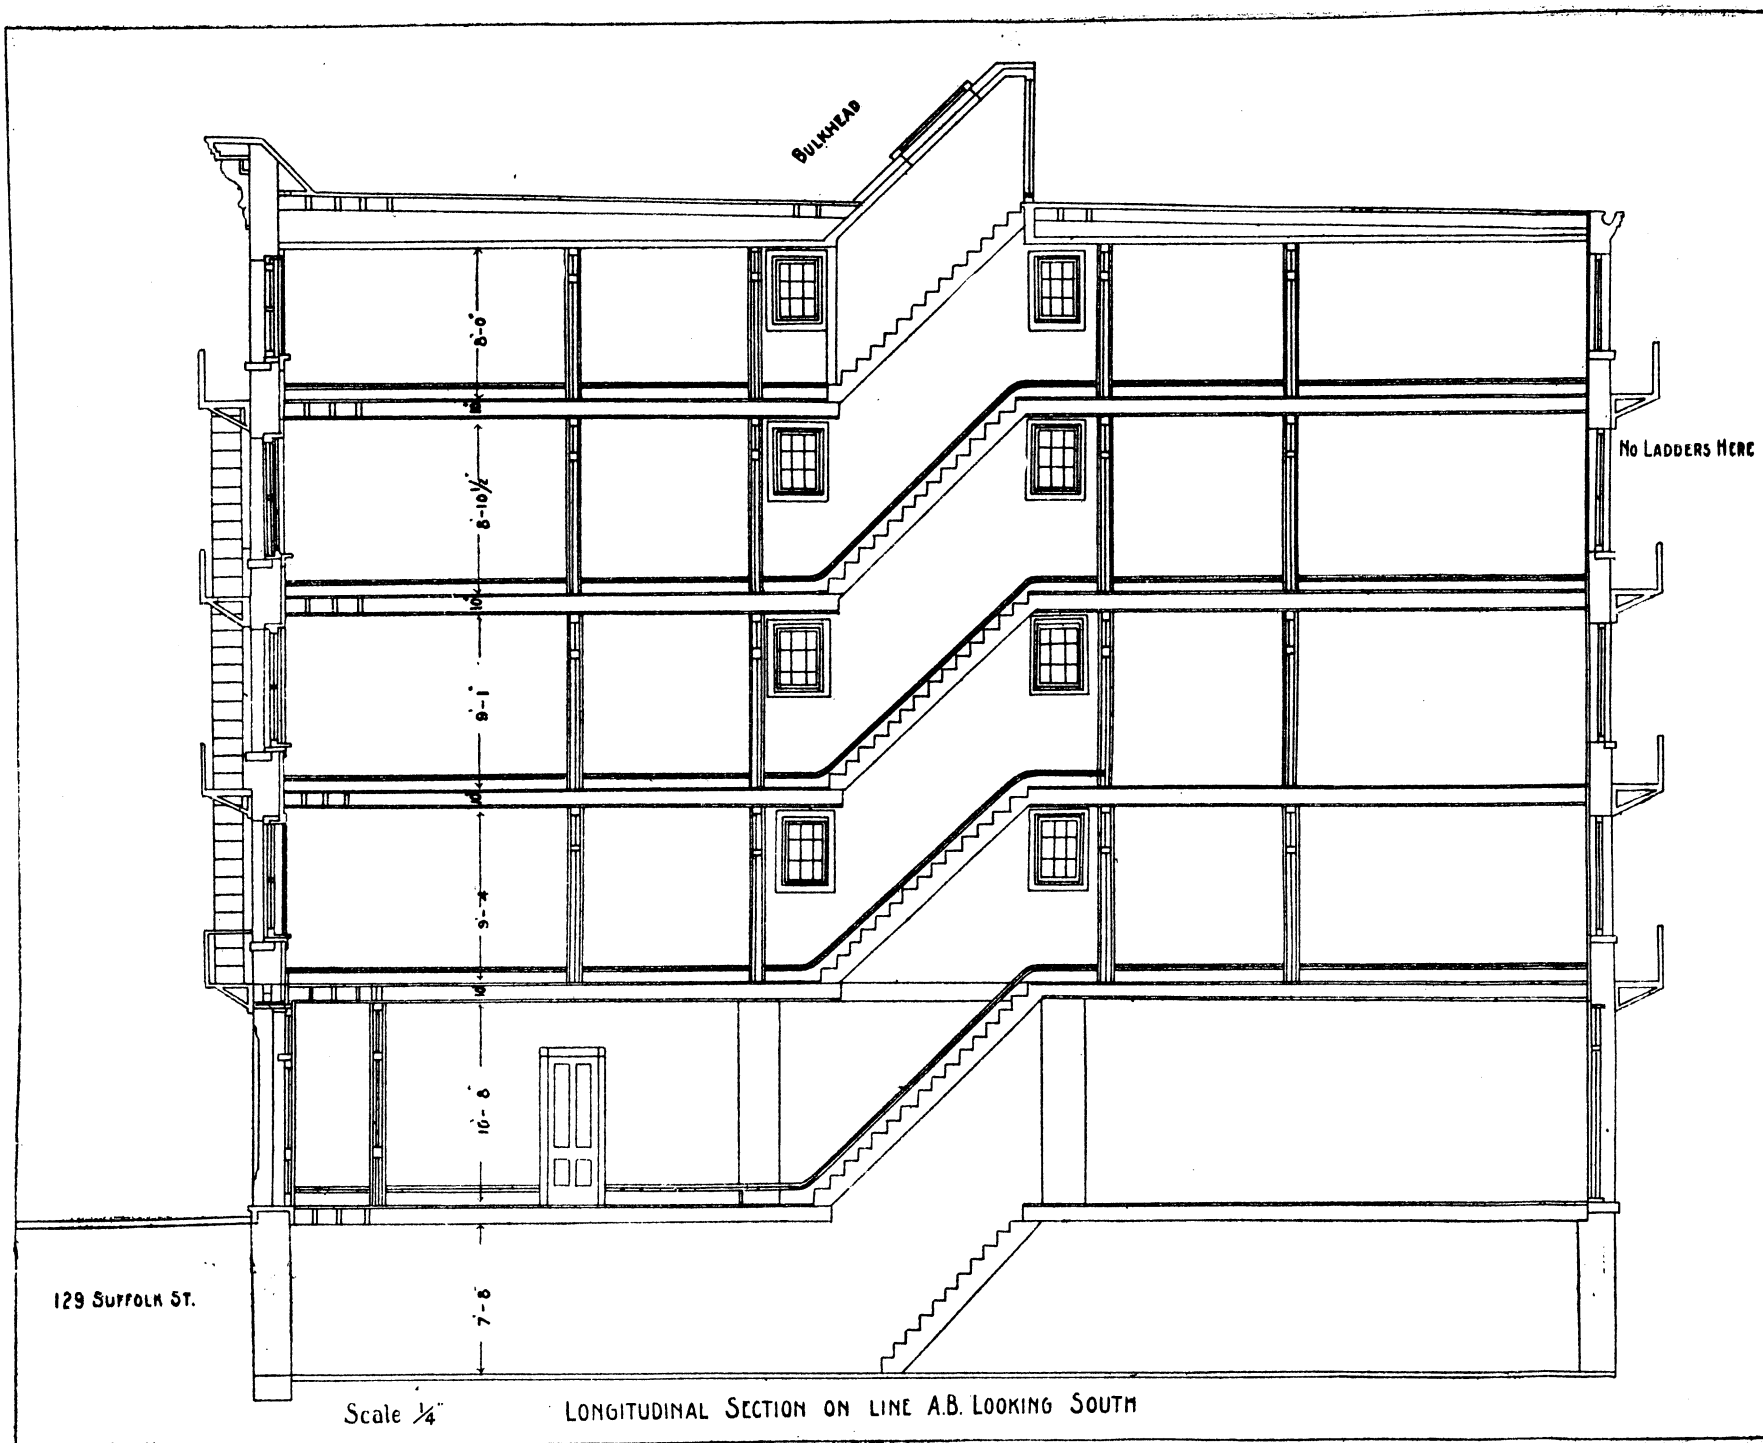 BULKHEAD
8'-0"
10"
8'-10½"
NO LADDERS HERE
10"
9'-1"
10"
9'-4
10"
10'-8"
129 SUFFOLK ST.
7'-8"
Scale ¼"
LONGITUDINAL SECTION ON LINE A.B. LOOKING SOUTH